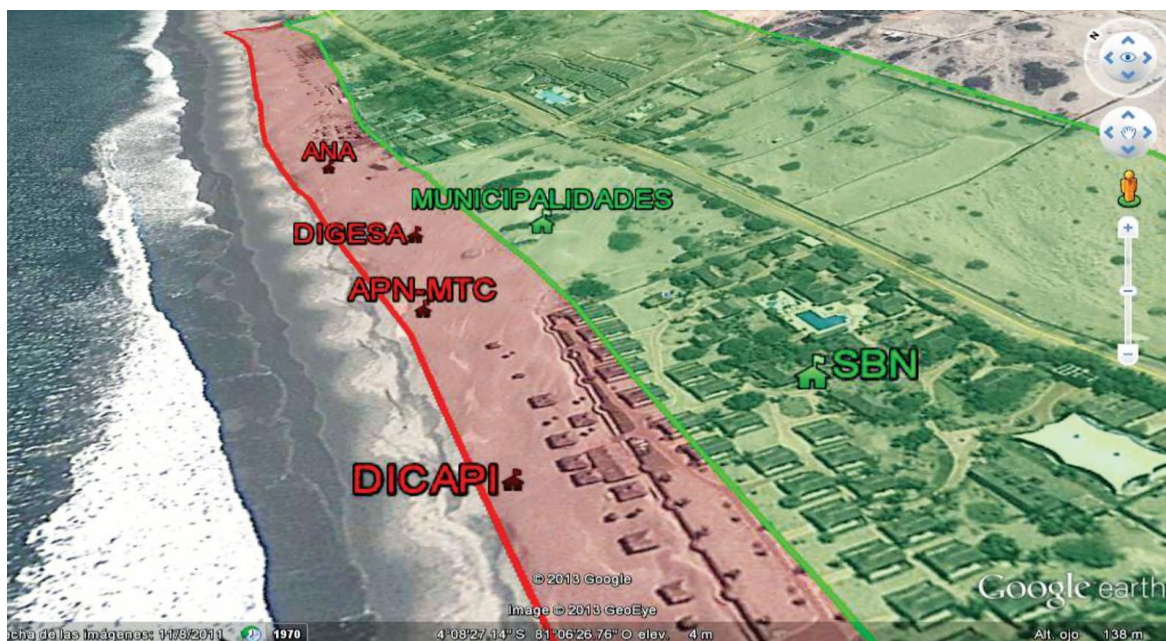 N
ANA
MUNICIPALIDADES
DIGESA
APN-MTC
SBN
DICAPI
© 2013 Google
Image © 2013 GeoEye
Google earth
cha de las imágenes: 11/8/2011 1970 4°08'27.14" S 81°06'26.76" O elev. 4 m Alt. ojo 138 m